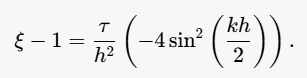 ξ − 1 = τ/h² (−4 sin² (kh/2)).